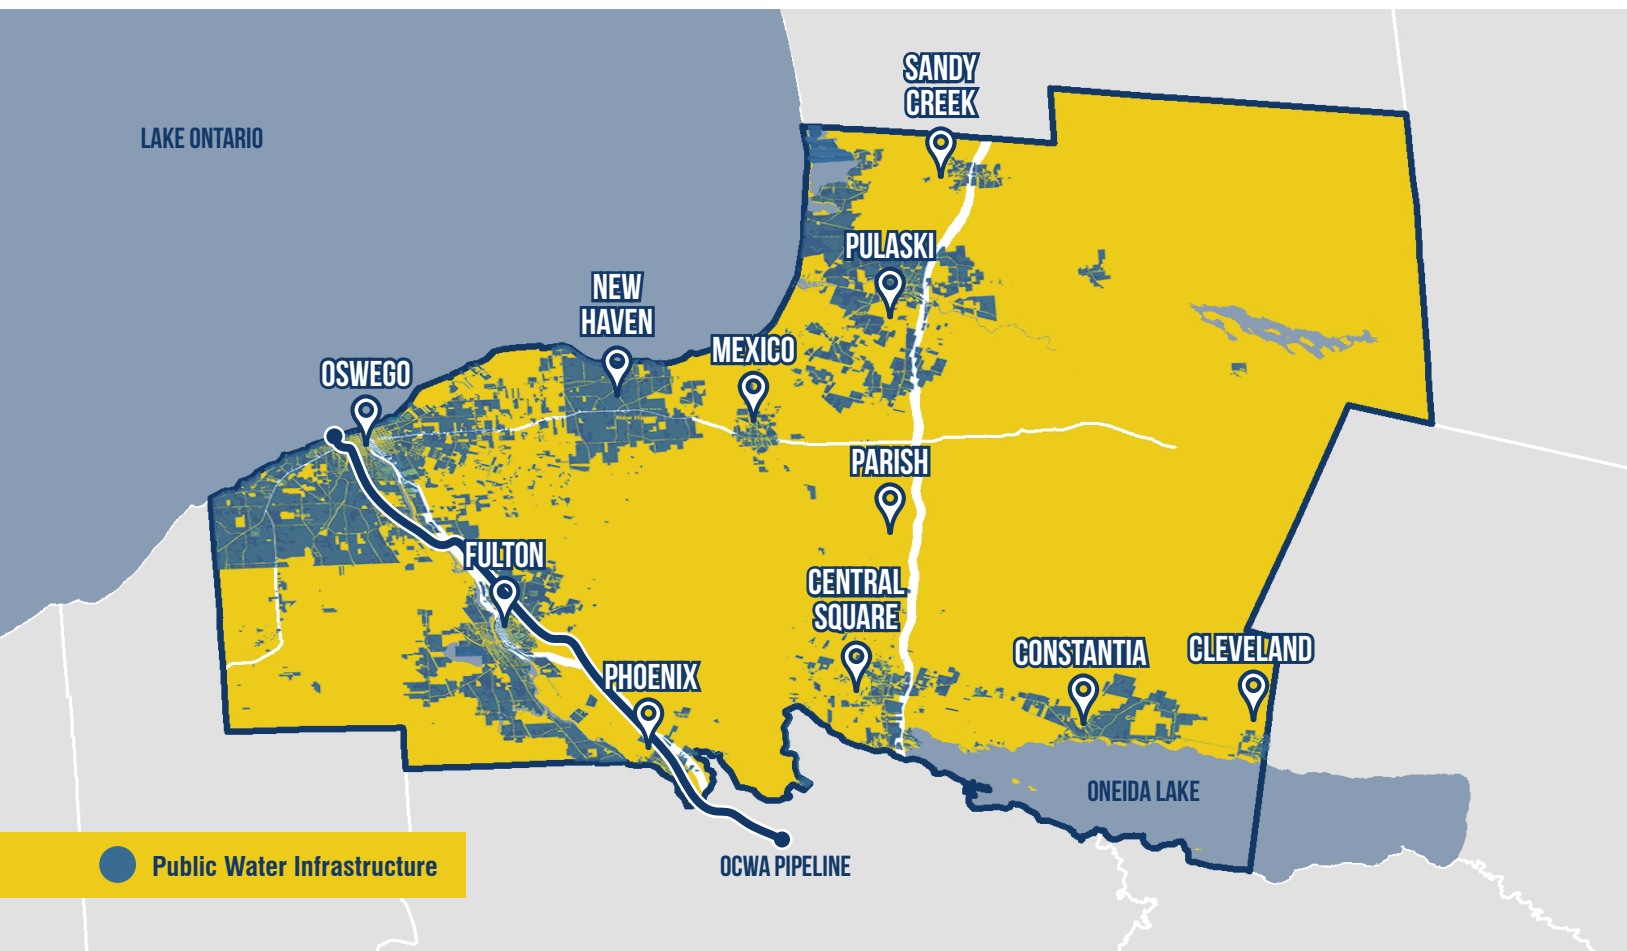 SANDY
CREEK
LAKE ONTARIO
PULASKI
NEW
HAVEN
MEXICO
OSWEGO
PARISH
FULTON
CENTRAL
SQUARE
CONSTANTIA
CLEVELAND
PHOENIX
ONEIDA LAKE
OCWA PIPELINE
Public Water Infrastructure